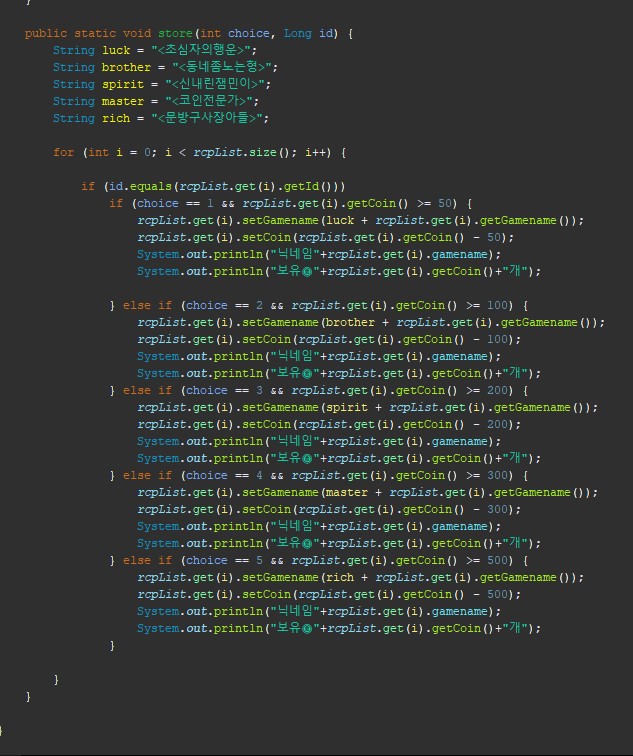 }
public static void store(int choice, Long id) {
String luck = "<조심자의행운>";
String brother = "<동네좀노는형>";
String spirit = "<신내린잼민이>";
String master = "<코인전문가>";
String rich = "<문방구사장아들>";
for (int i = 0; i < rcpList.size(); i++) {
if (id.equals(rcpList.get(i).getId()))
if (choice == 1 && rcpList.get(i).getCoin() >= 50) {
rcpList.get(i).setGamename(luck + rcpList.get(i).getGamename());
rcpList.get(i).setCoin(rcpList.get(i).getCoin() - 50);
System.out.println("닉네임"+rcpList.get(i).gamename);
System.out.println("보유◎"+rcpList.get(i).getCoin()+"개");
} else if (choice == 2 && rcpList.get(i).getCoin() >= 100) {
rcpList.get(i).setGamename(brother + rcpList.get(i).getGamename());
rcpList.get(i).setCoin(rcpList.get(i).getCoin() - 100);
System.out.println("닉네임"+rcpList.get(i).gamename);
System.out.println("보유◎"+rcpList.get(i).getCoin()+"개");
} else if (choice == 3 && rcpList.get(i).getCoin() >= 200) {
rcpList.get(i).setGamename(spirit + rcpList.get(i).getGamename());
rcpList.get(i).setCoin(rcpList.get(i).getCoin() - 200);
System.out.println("닉네임"+rcpList.get(i).gamename);
System.out.println("보유◎"+rcpList.get(i).getCoin()+"개");
} else if (choice == 4 && rcpList.get(i).getCoin() >= 300) {
rcpList.get(i).setGamename(master + rcpList.get(i).getGamename());
rcpList.get(i).setCoin(rcpList.get(i).getCoin() - 300);
System.out.println("닉네임"+rcpList.get(i).gamename);
System.out.println("보유◎"+rcpList.get(i).getCoin()+"개");
} else if (choice == 5 && rcpList.get(i).getCoin() >= 500) {
rcpList.get(i).setGamename(rich + rcpList.get(i).getGamename());
rcpList.get(i).setCoin(rcpList.get(i).getCoin() - 500);
System.out.println("닉네임"+rcpList.get(i).gamename);
System.out.println("보유◎"+rcpList.get(i).getCoin()+"개");
}
}
}
}